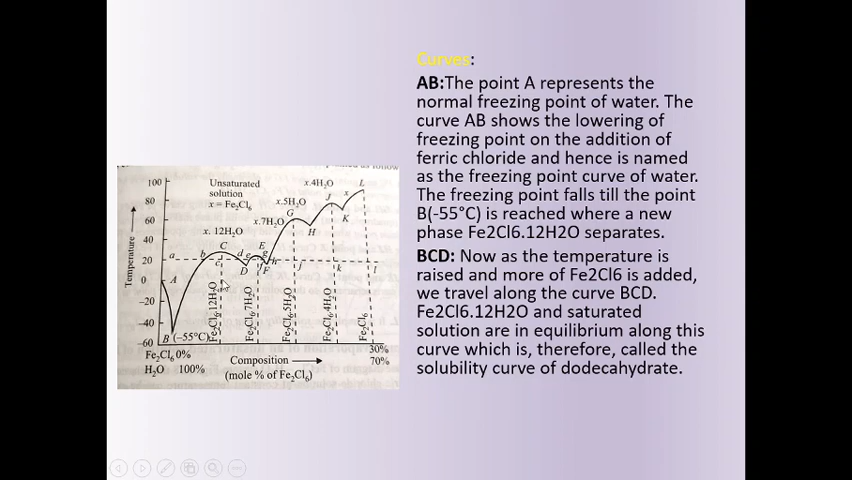 Curves:
AB:The point A represents the
normal freezing point of water. The
curve AB shows the lowering of
freezing point on the addition of
ferric chloride and hence is named
as the freezing point curve of water.
The freezing point falls till the point
B(-55°C) is reached where a new
phase Fe2Cl6.12H2O separates.
BCD: Now as the temperature is
raised and more of Fe2Cl6 is added,
we travel along the curve BCD.
Fe2Cl6.12H2O and saturated
solution are in equilibrium along this
curve which is, therefore, called the
solubility curve of dodecahydrate.
100
80
60
40
20
0
−20
−40
−60
Temperature
Unsaturated
solution
x = Fe₂Cl₆
x. 12H₂O
x.7H₂O
x.5H₂O
x.4H₂O
x
L
J
K
G
H
C
E
a
b
c
d
e
D
F
j
k
l
A
B (−55°C)
Fe₂Cl₆.12H₂O
Fe₂Cl₆.7H₂O
Fe₂Cl₆.5H₂O
Fe₂Cl₆.4H₂O
Fe₂Cl₆
Fe₂Cl₆ 0%
30%
H₂O 100%
70%
Composition
(mole % of Fe₂Cl₆)